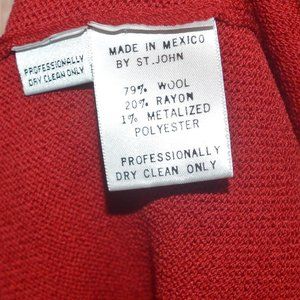 PROFESSIONALLY
DRY CLEAN ONLY
MADE IN MEXICO
BY ST.JOHN
79% WOOL
20% RAYON
1% METALIZED
POLYESTER
PROFESSIONALLY
DRY CLEAN ONLY